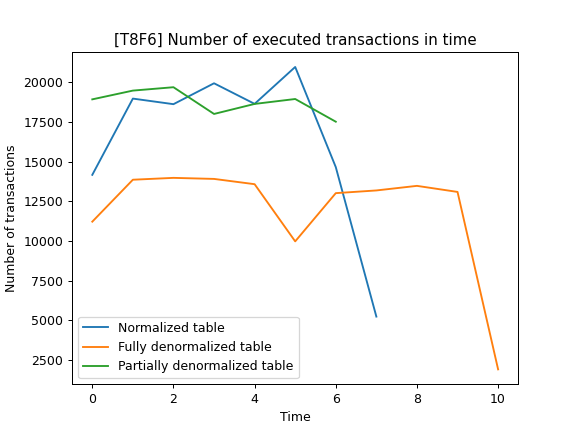 [T8F6] Number of executed transactions in time
Number of transactions
20000
17500
15000
12500
10000
7500
5000
2500
Normalized table
Fully denormalized table
Partially denormalized table
0 2 4 6 8 10
Time